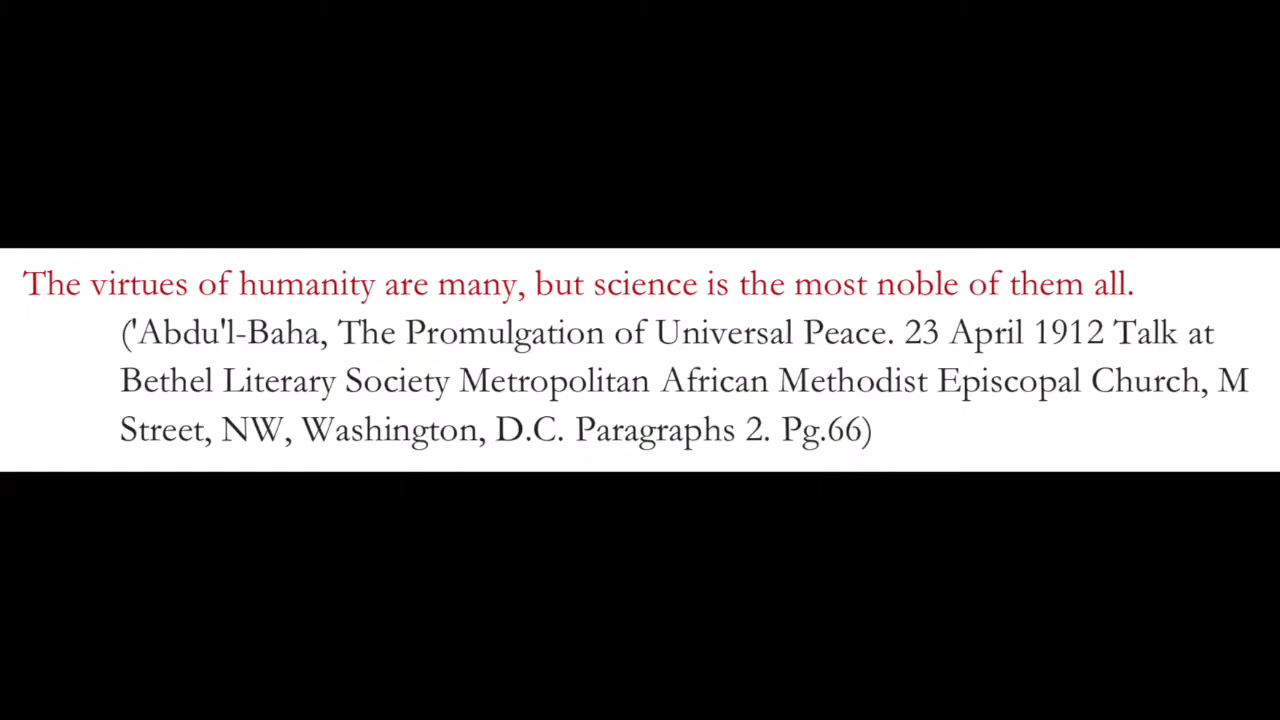 The virtues of humanity are many, but science is the most noble of them all.
('Abdu'l-Baha, The Promulgation of Universal Peace. 23 April 1912 Talk at
Bethel Literary Society Metropolitan African Methodist Episcopal Church, M
Street, NW, Washington, D.C. Paragraphs 2. Pg.66)